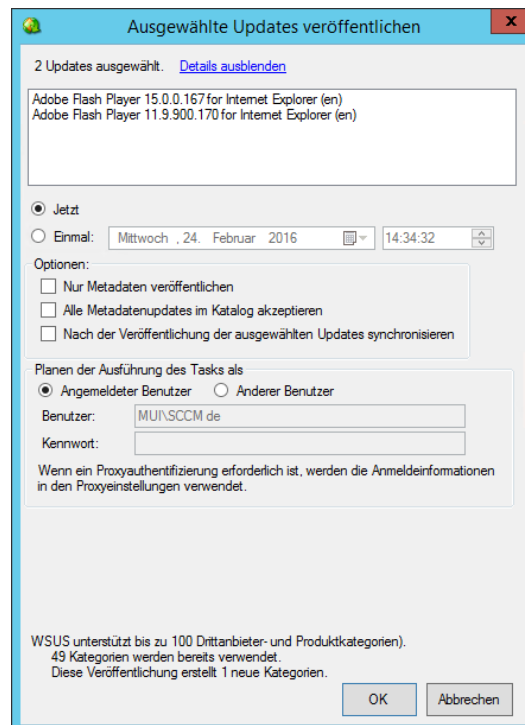 Ausgewählte Updates veröffentlichen
x
2 Updates ausgewählt. Details ausblenden
Adobe Flash Player 15.0.0.167 for Internet Explorer (en)
Adobe Flash Player 11.9.900.170 for Internet Explorer (en)
Jetzt
Einmal: Mittwoch , 24. Februar 2016 14:34:32
Optionen:
Nur Metadaten veröffentlichen
Alle Metadatenupdates im Katalog akzeptieren
Nach der Veröffentlichung der ausgewählten Updates synchronisieren
Planen der Ausführung des Tasks als
Angemeldeter Benutzer Anderer Benutzer
Benutzer: MUI\SCCM de
Kennwort:
Wenn ein Proxyauthentifizierung erforderlich ist, werden die Anmeldeinformationen
in den Proxyeinstellungen verwendet.
WSUS unterstützt bis zu 100 Drittanbieter- und Produktkategorien).
49 Kategorien werden bereits verwendet.
Diese Veröffentlichung erstellt 1 neue Kategorien.
OK Abbrechen